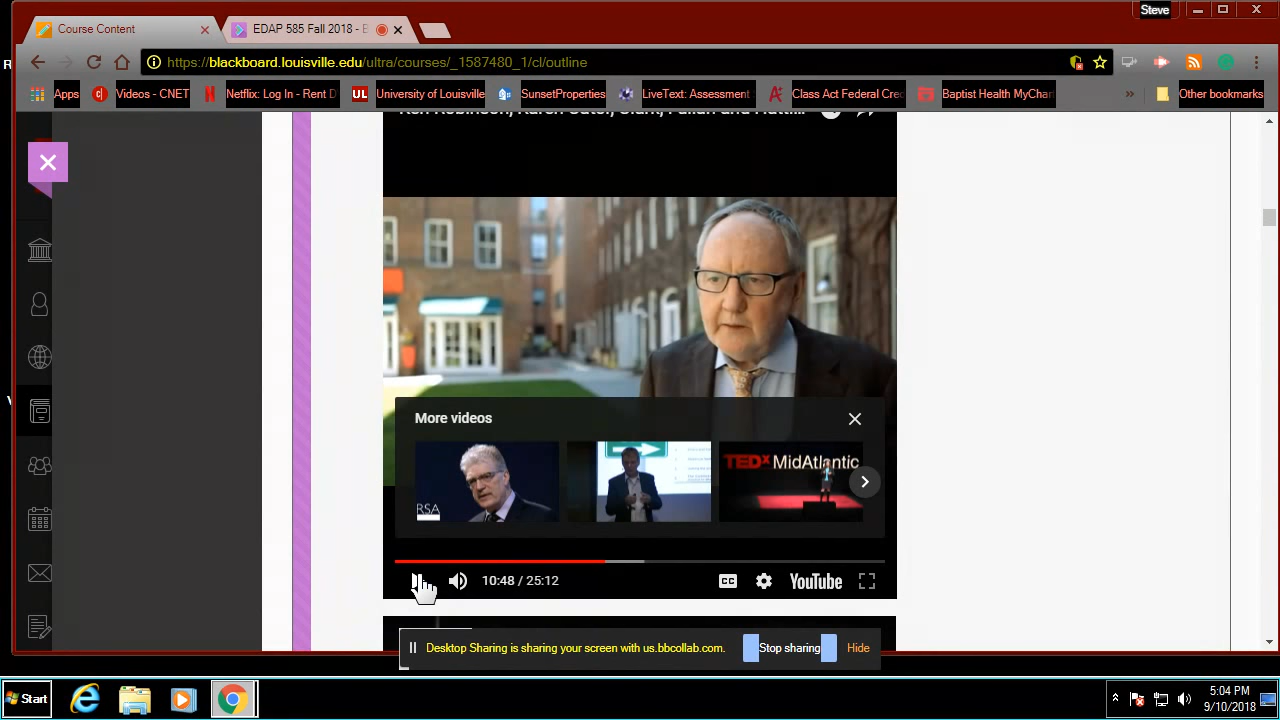 Steve
Course Content
EDAP 585 Fall 2018 - B
https://blackboard.louisville.edu/ultra/courses/_1587480_1/cl/outline
Apps
Videos - CNET
Netflix: Log In - Rent D
UL University of Louisville
SunsetProperties
LiveText: Assessment
A+ Class Act Federal Cre
Baptist Health MyChar
»
Other bookmarks
More videos
RSA
TEDx MidAtlantic
10:48 / 25:12
CC
YouTube
Desktop Sharing is sharing your screen with us.bbcollab.com.
Stop sharing
Hide
Start
5:04 PM
9/10/2018